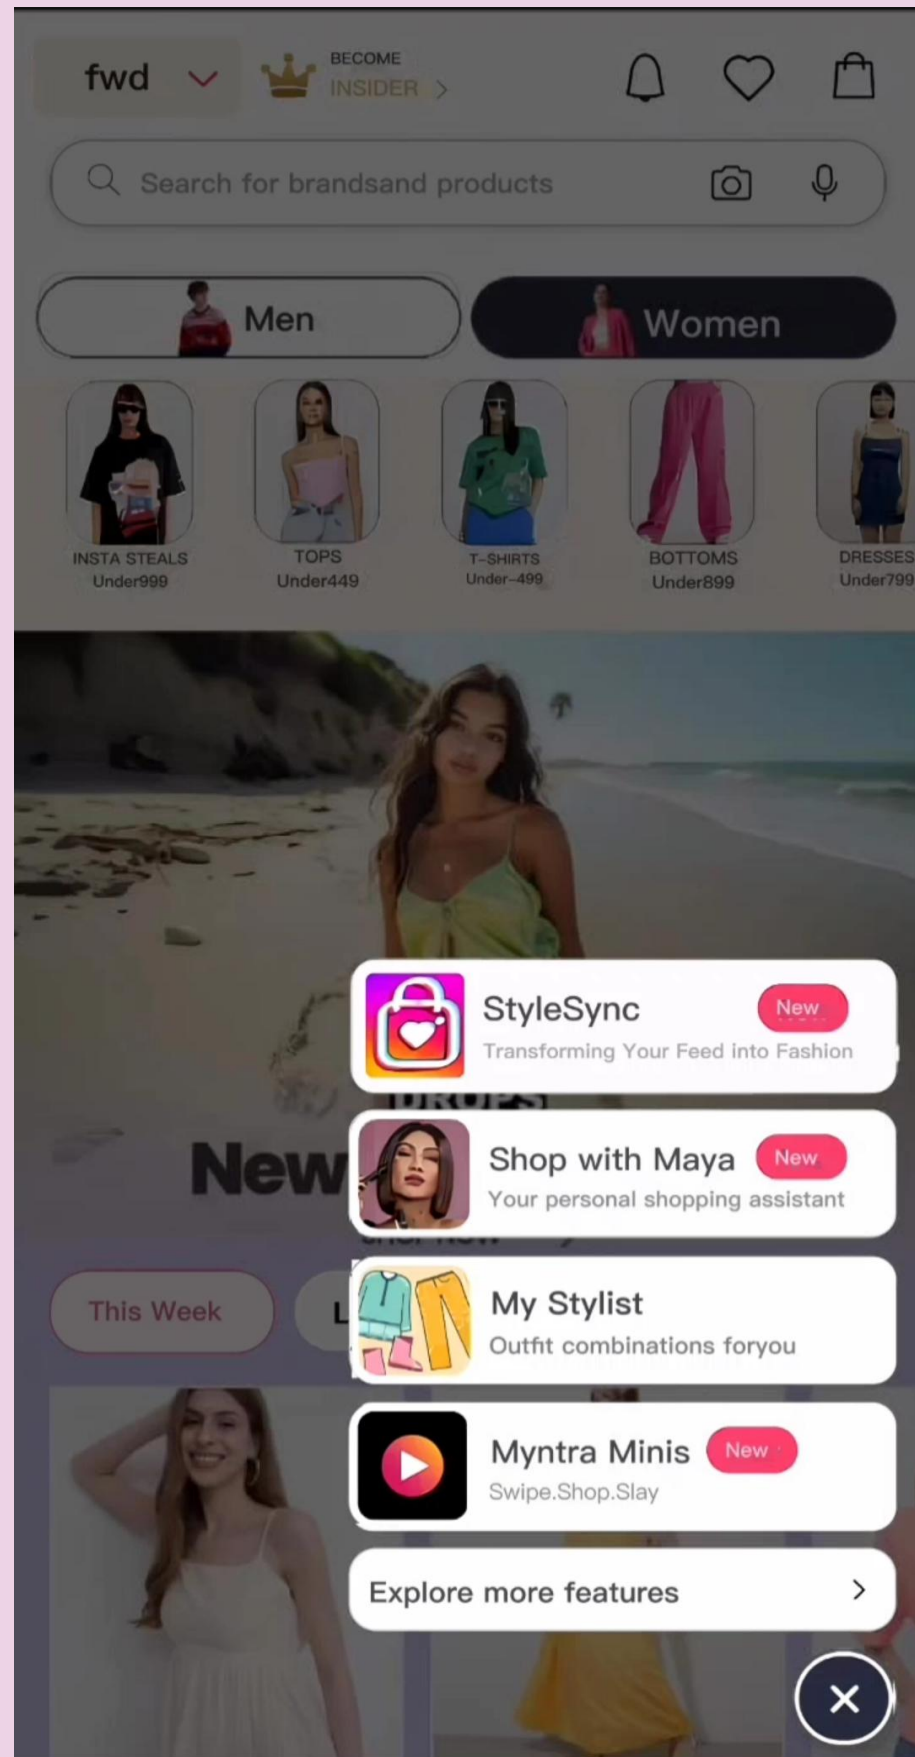 fwd
BECOME
INSIDER
Search for brandsand products
Men
Women
INSTA STEALS
Under999
TOPS
Under449
T-SHIRTS
Under-499
BOTTOMS
Under899
DRESSES
Under799
StyleSync
New
Transforming Your Feed into Fashion
DROPS
New
Shop with Maya
New
Your personal shopping assistant
This Week
L
My Stylist
Outfit combinations foryou
Myntra Minis
New
Swipe.Shop.Slay
Explore more features